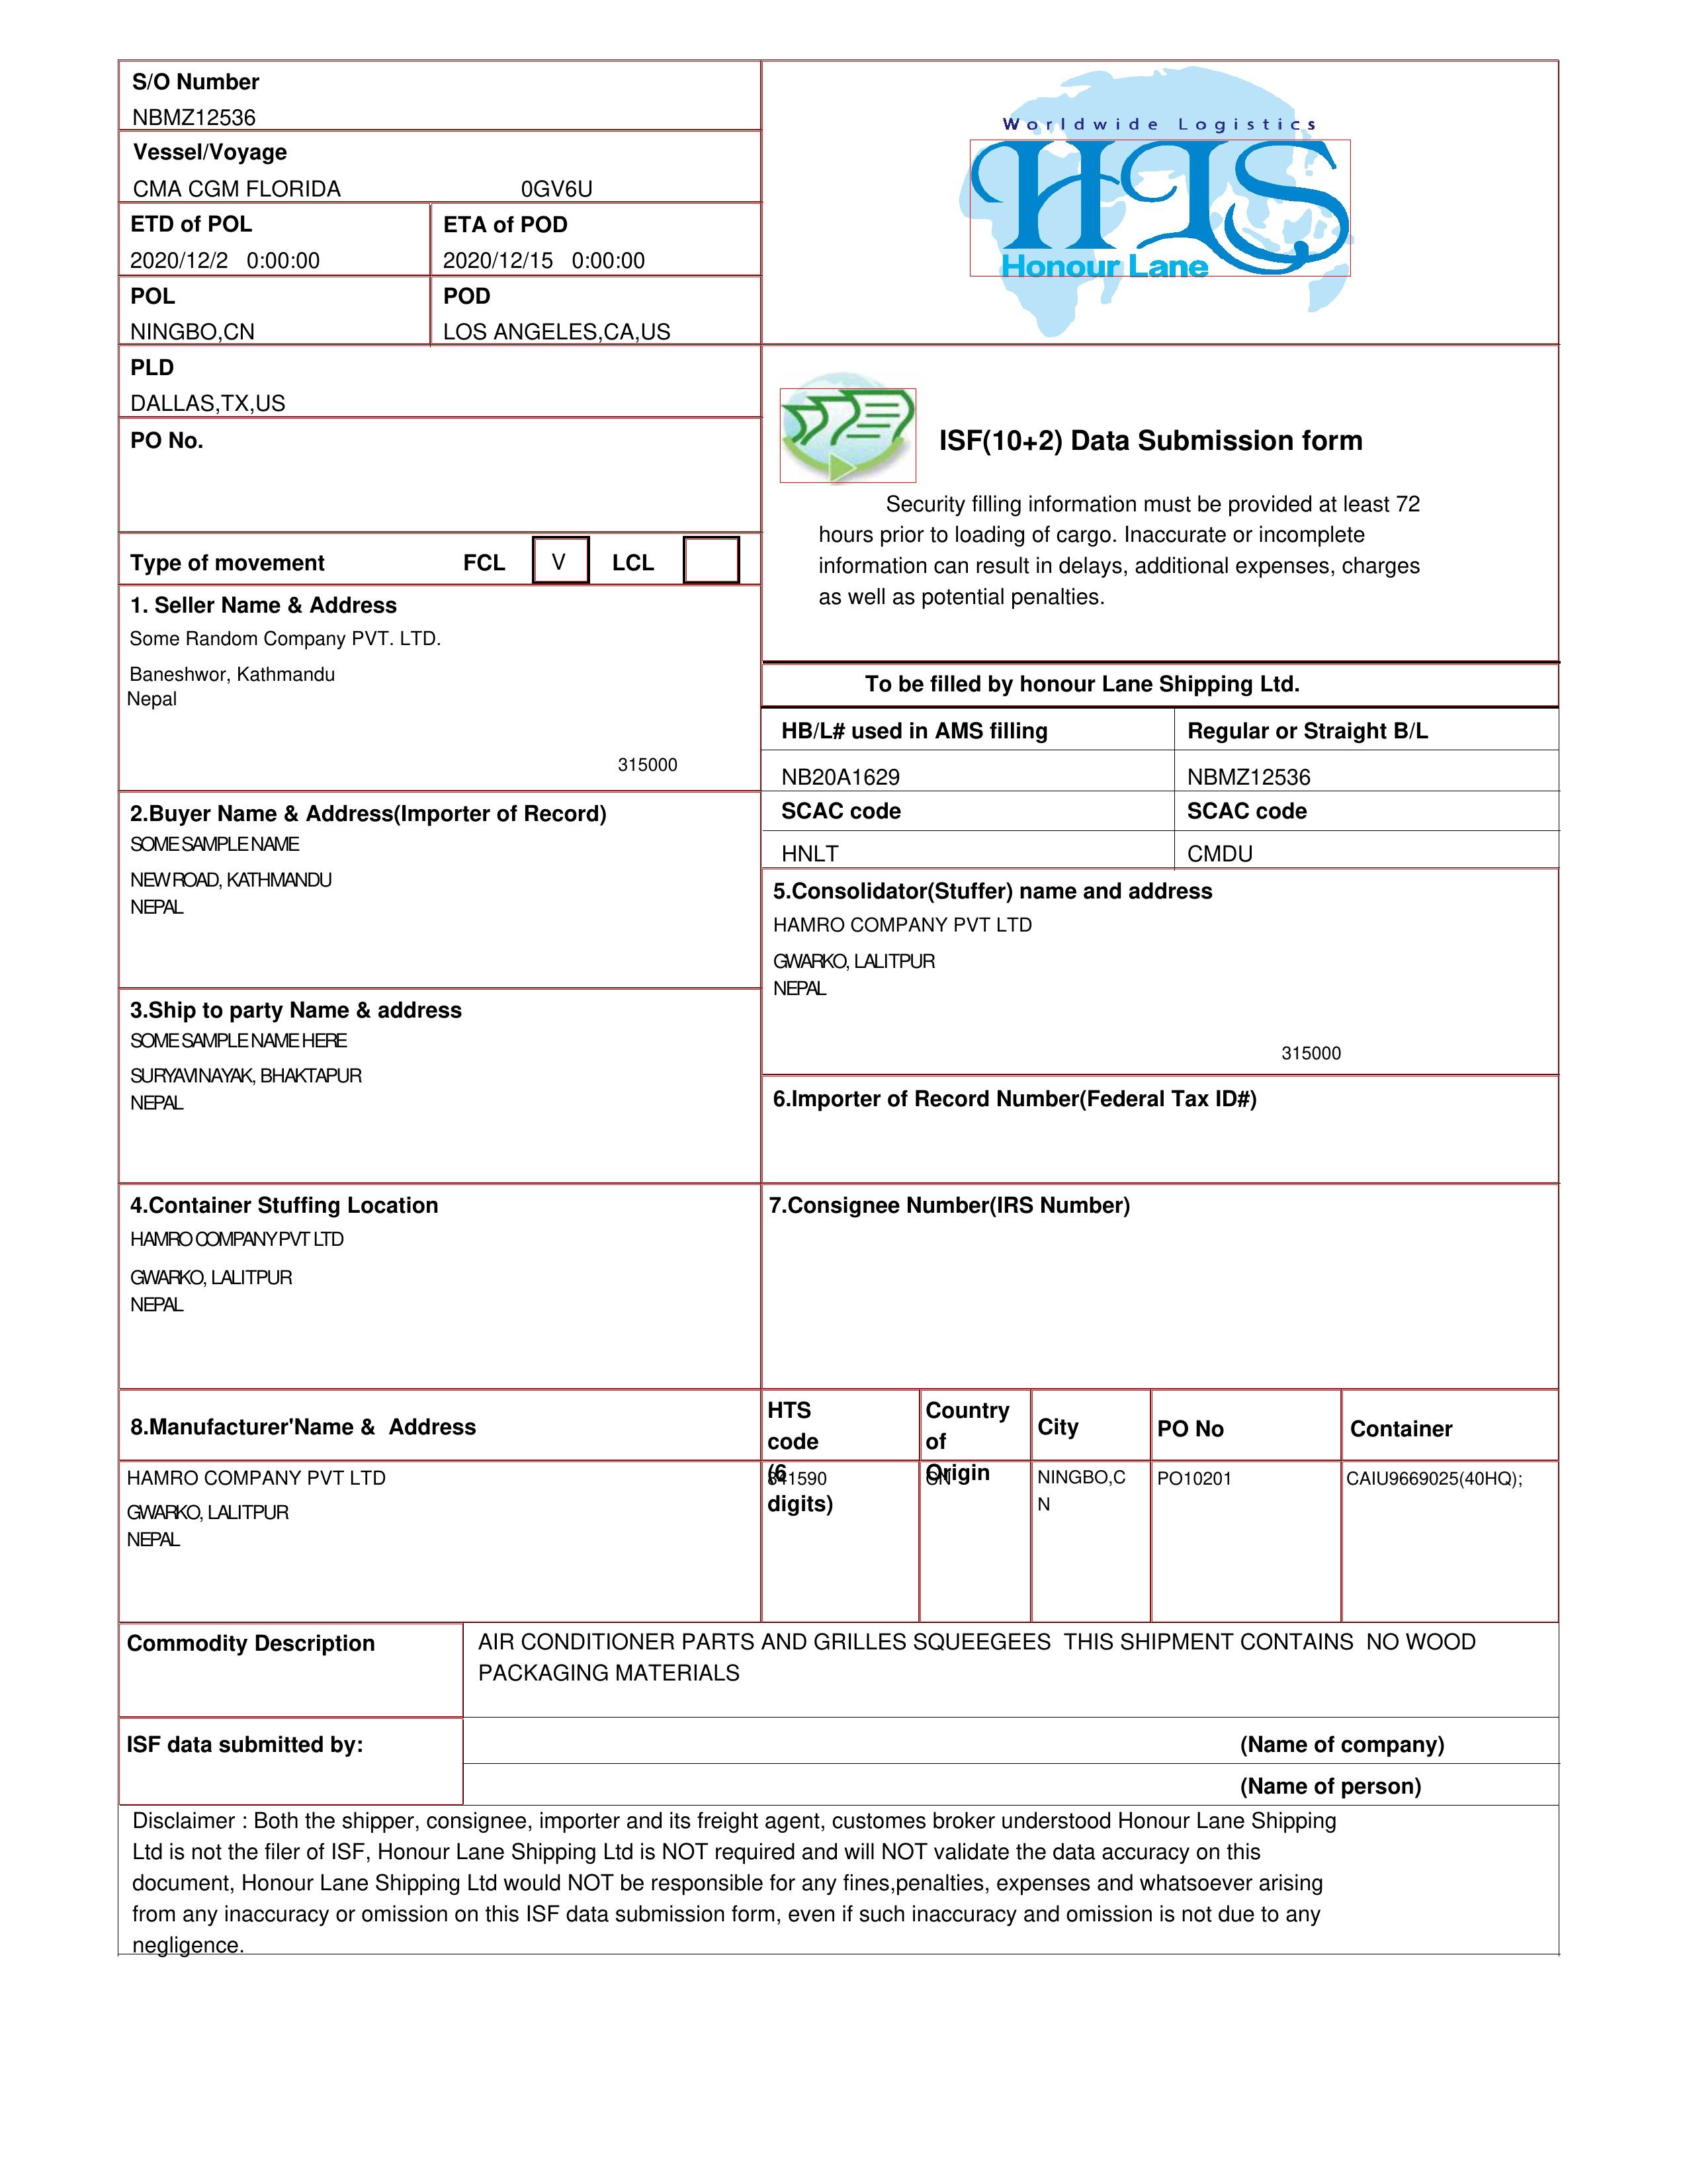 S/O Number
NBMZ12536
Vessel/Voyage
CMA CGM FLORIDA 0GV6U
ETD of POL
2020/12/2 0:00:00
ETA of POD
2020/12/15 0:00:00
POL
NINGBO,CN
POD
LOS ANGELES,CA,US
PLD
DALLAS,TX,US
PO No.
Type of movement FCL V LCL
Worldwide Logistics
HLS
Honour Lane
ISF(10+2) Data Submission form
Security filling information must be provided at least 72
hours prior to loading of cargo. Inaccurate or incomplete
information can result in delays, additional expenses, charges
as well as potential penalties.
1. Seller Name & Address
Some Random Company PVT. LTD.
Baneshwor, Kathmandu
Nepal
315000
To be filled by honour Lane Shipping Ltd.
HB/L# used in AMS filling
Regular or Straight B/L
NB20A1629
NBMZ12536
SCAC code
SCAC code
HNLT
CMDU
2.Buyer Name & Address(Importer of Record)
SOME SAMPLE NAME
NEW ROAD, KATHMANDU
NEPAL
5.Consolidator(Stuffer) name and address
HAMRO COMPANY PVT LTD
GWARKO, LALITPUR
NEPAL
315000
3.Ship to party Name & address
SOME SAMPLE NAME HERE
SURYAVINAYAK, BHAKTAPUR
NEPAL
6.Importer of Record Number(Federal Tax ID#)
4.Container Stuffing Location
HAMRO COMPANY PVT LTD
GWARKO, LALITPUR
NEPAL
7.Consignee Number(IRS Number)
8.Manufacturer'Name & Address
HTS
code
(6
digits)
Country
of
Origin
City
PO No
Container
HAMRO COMPANY PVT LTD
GWARKO, LALITPUR
NEPAL
841590
CN
NINGBO,C
N
PO10201
CAIU9669025(40HQ);
Commodity Description
AIR CONDITIONER PARTS AND GRILLES SQUEEGEES THIS SHIPMENT CONTAINS NO WOOD
PACKAGING MATERIALS
ISF data submitted by:
(Name of company)
(Name of person)
Disclaimer : Both the shipper, consignee, importer and its freight agent, customes broker understood Honour Lane Shipping
Ltd is not the filer of ISF, Honour Lane Shipping Ltd is NOT required and will NOT validate the data accuracy on this
document, Honour Lane Shipping Ltd would NOT be responsible for any fines,penalties, expenses and whatsoever arising
from any inaccuracy or omission on this ISF data submission form, even if such inaccuracy and omission is not due to any
negligence.